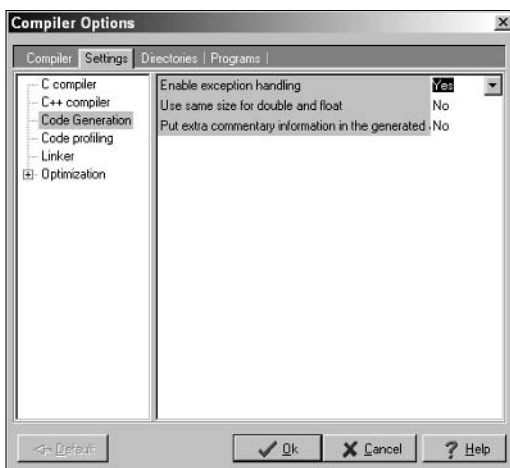 Compiler Options
Compiler Settings Directories Programs
C compiler
C++ compiler
Code Generation
Code profiling
Linker
Optimization
Enable exception handling Yes
Use same size for double and float No
Put extra commentary information in the generated No
Default Ok Cancel Help